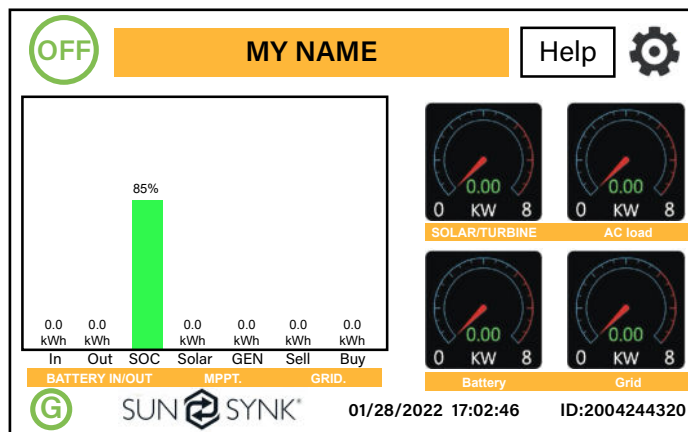 OFF
MY NAME
Help
85%
0.0 0.0 0.0 0.0 0.0 0.0
kWh kWh kWh kWh kWh kWh
In Out SOC Solar GEN Sell Buy
BATTERY IN/OUT MPPT. GRID.
0.00 0.00
0 KW 8 0 KW 8
SOLAR/TURBINE AC load
0.00 0.00
0 KW 8 0 KW 8
Battery Grid
G
SUN SYNK
01/28/2022 17:02:46 ID:2004244320